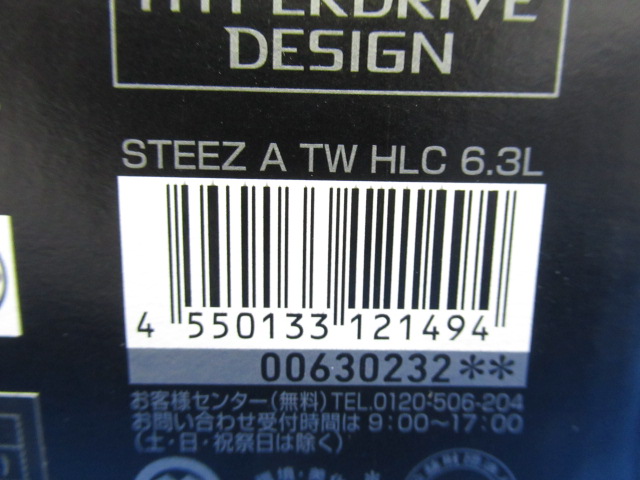 HYPERDRIVE
DESIGN
STEEZ A TW HLC 6.3L
4 550133 121494
00630232**
お客様センター(無料)TEL.0120-506-204
お問い合わせ受付時間は 9:00〜17:00
(土・日・祝祭日は除く)